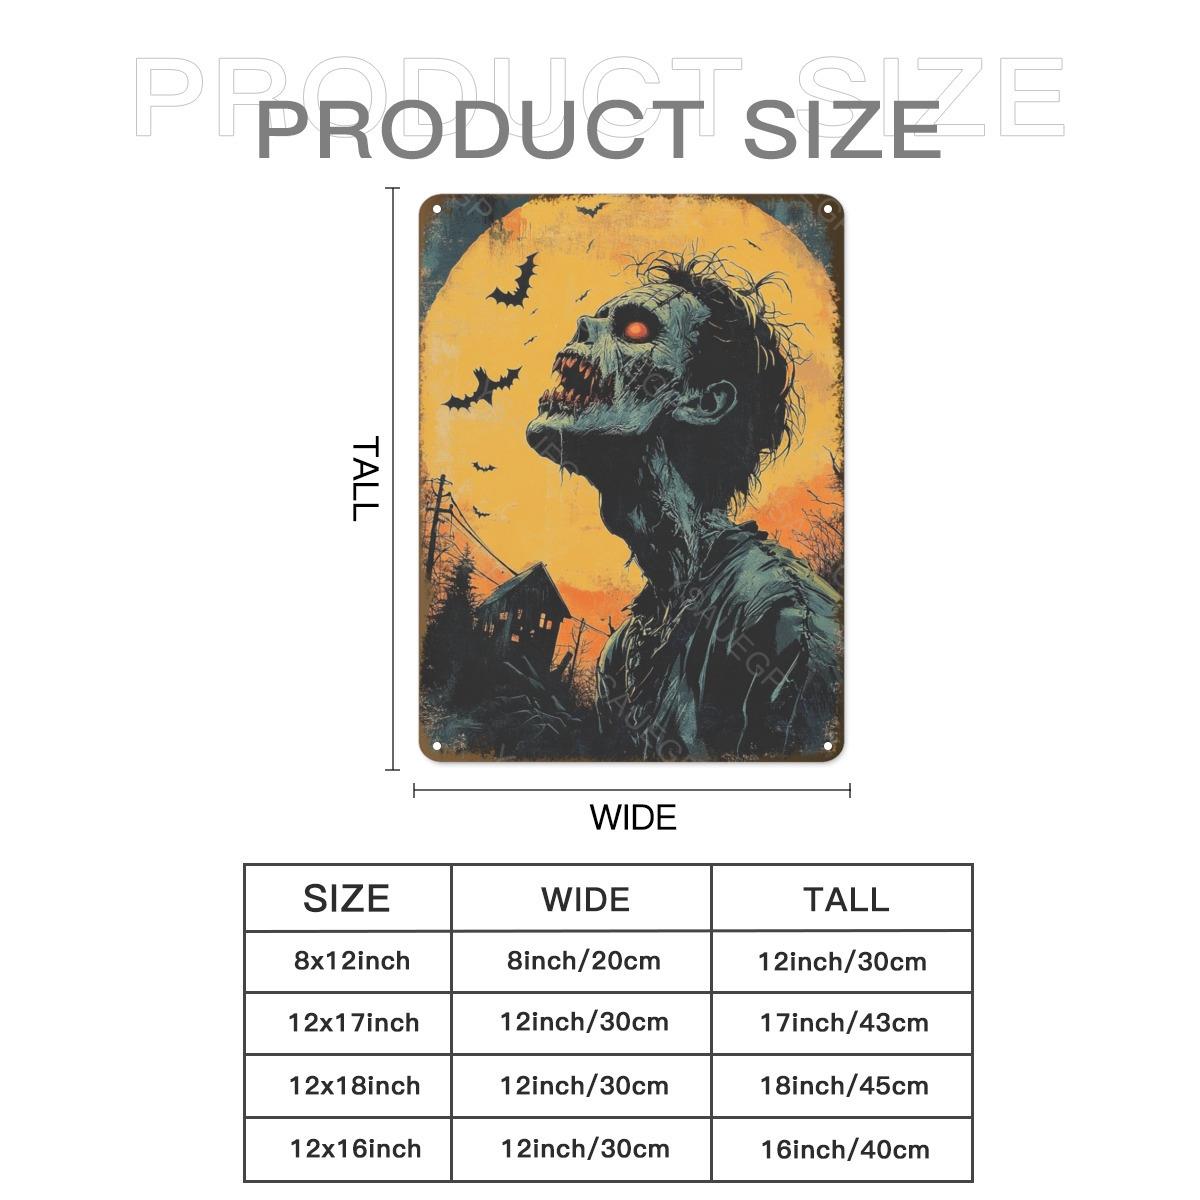 PRODUCT SIZE
PRODUCT SIZE
TALL
WIDE
SIZE WIDE TALL
8x12inch 8inch/20cm 12inch/30cm
12x17inch 12inch/30cm 17inch/43cm
12x18inch 12inch/30cm 18inch/45cm
12x16inch 12inch/30cm 16inch/40cm